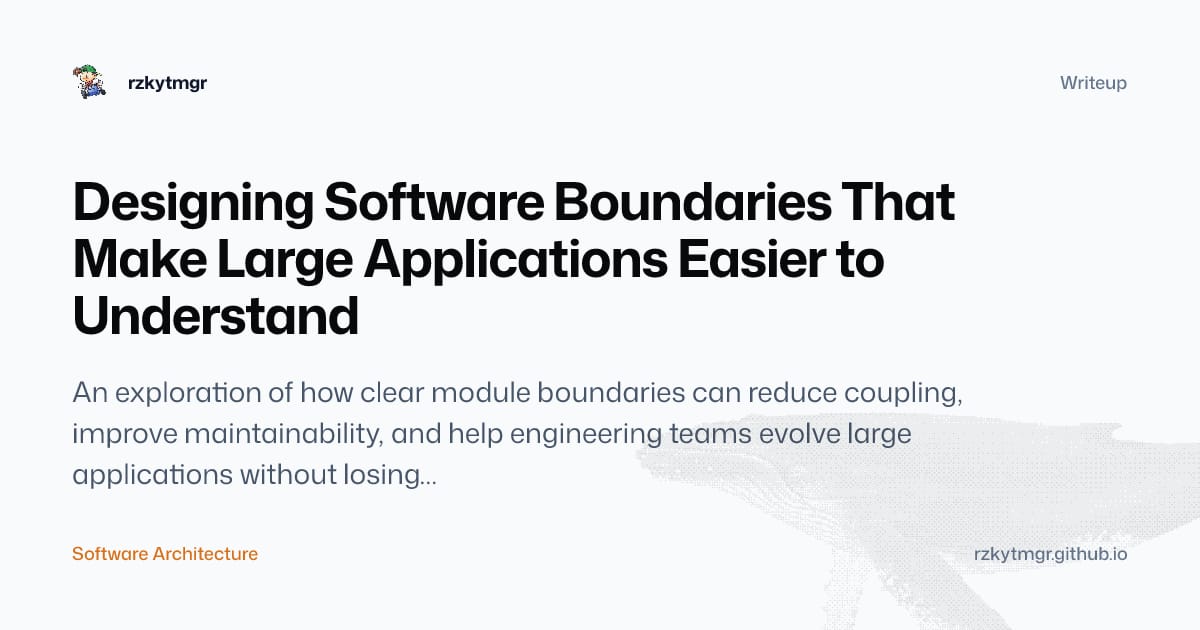 rzkytmgr
Writeup
Designing Software Boundaries That
Make Large Applications Easier to
Understand
An exploration of how clear module boundaries can reduce coupling,
improve maintainability, and help engineering teams evolve large
applications without losing...
Software Architecture
rzkytmgr.github.io